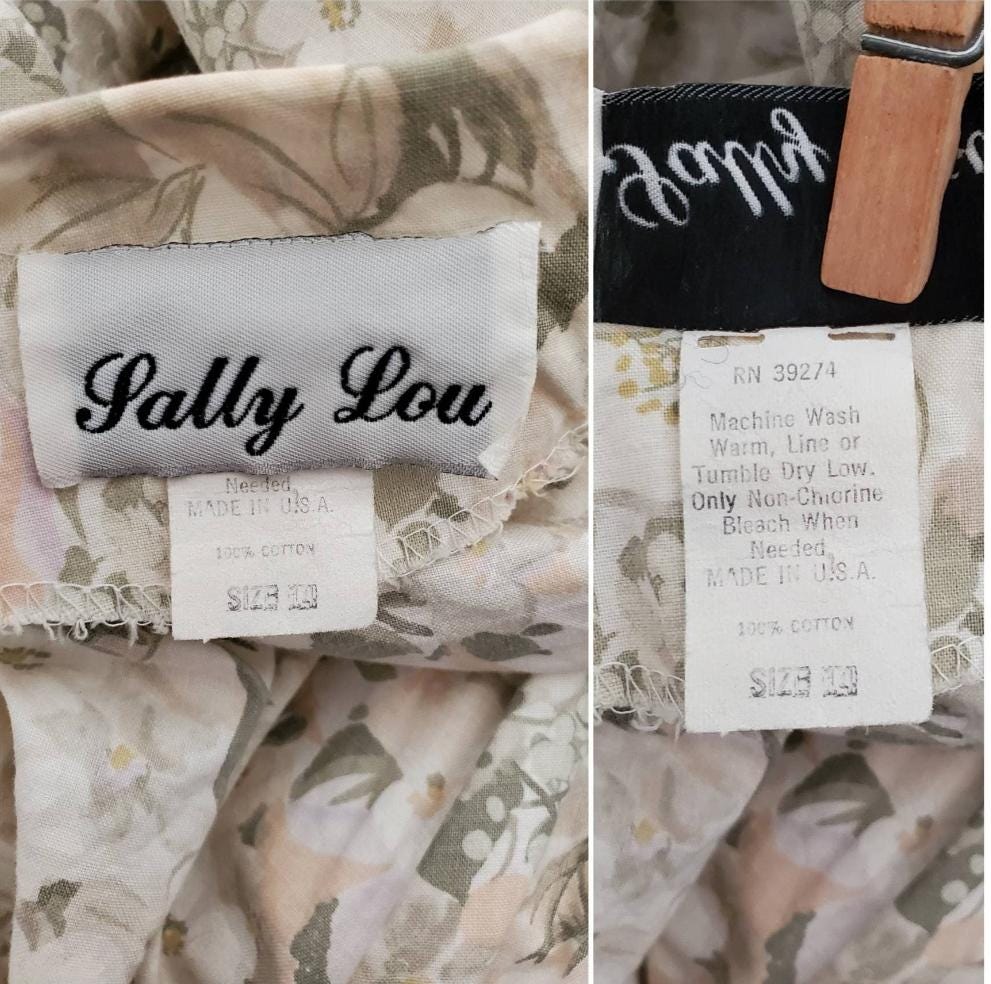 Sally Lou
Needed.
MADE IN U.S.A.
100% COTTON
SIZE 14
Sally
RN 39274
Machine Wash
Warm, Line or
Tumble Dry Low.
Only Non-Chlorine
Bleach When
Needed.
MADE IN U.S.A.
100% COTTON
SIZE 14